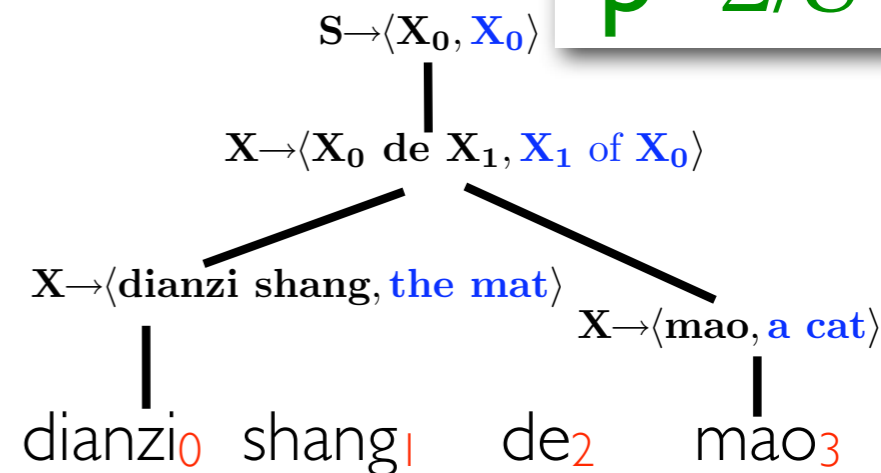 S→⟨X₀, X₀⟩
X→⟨X₀ de X₁, X₁ of X₀⟩
X→⟨dianzi shang, the mat⟩
X→⟨mao, a cat⟩
dianzi₀ shang₁ de₂ mao₃